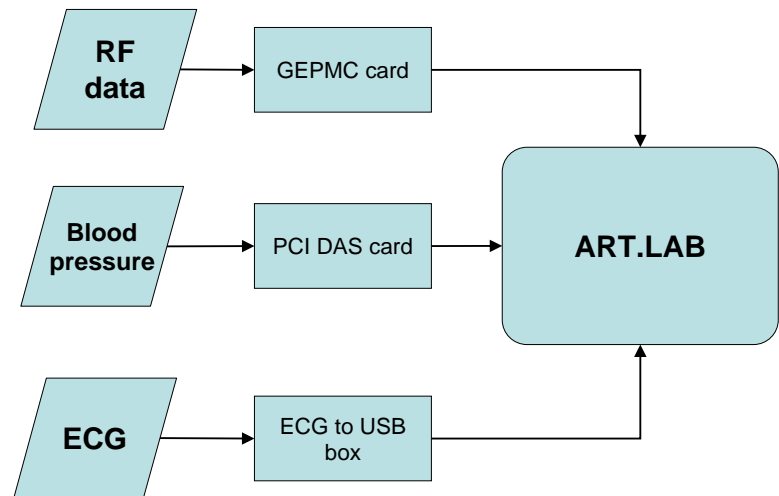 RF
data
GEPMC card
Blood
pressure
PCI DAS card
ART.LAB
ECG
ECG to USB
box